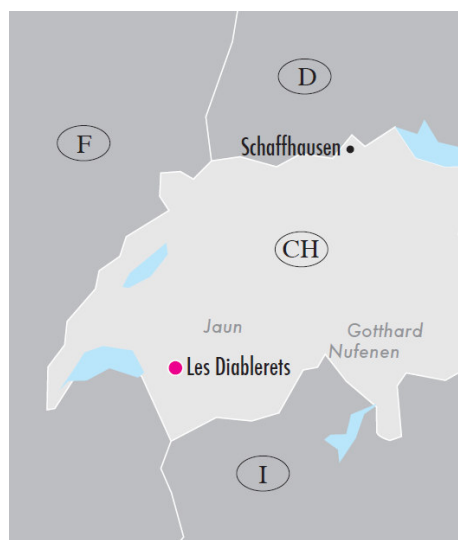 D
F
Schaffhausen
CH
Jaun
Gotthard
Nufenen
Les Diablerets
I